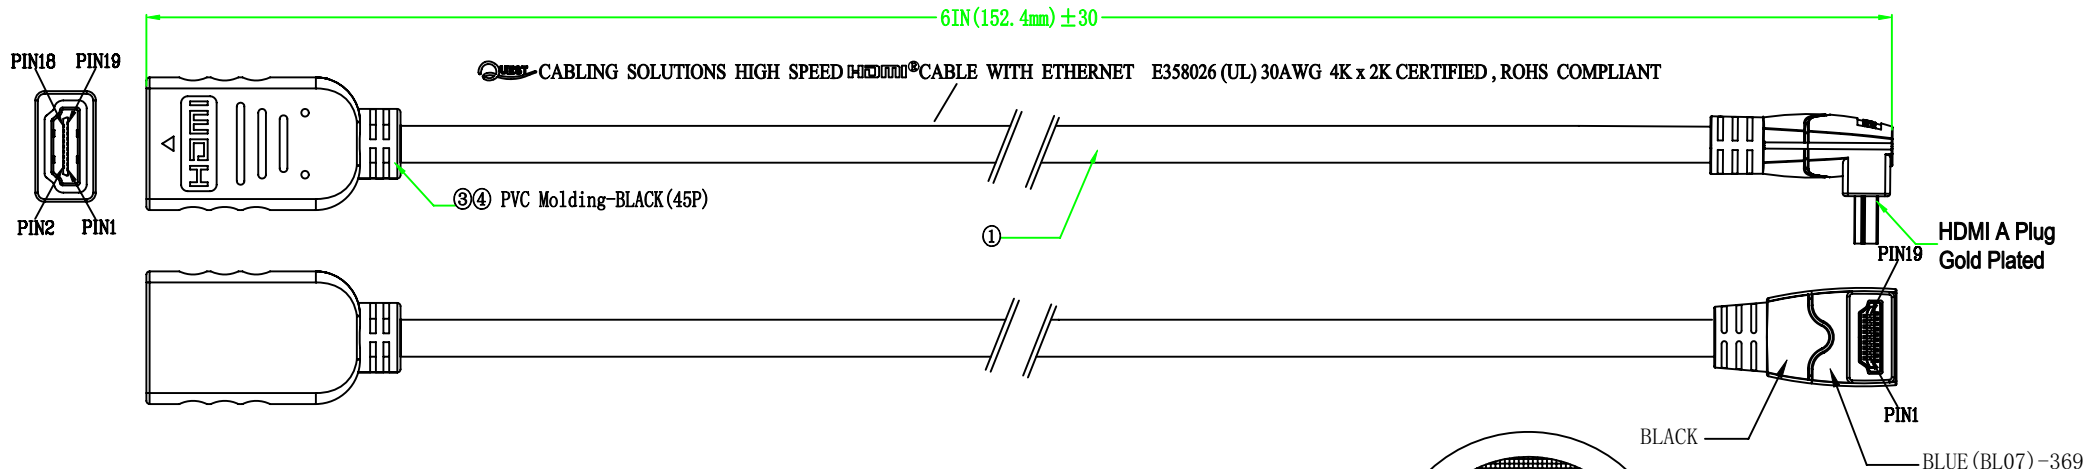 6IN(152.4mm)±30
PIN18 PIN19
QUEST CABLING SOLUTIONS HIGH SPEED HDMI® CABLE WITH ETHERNET E358026 (UL) 30AWG 4K x 2K CERTIFIED , ROHS COMPLIANT
HDMI
③④ PVC Molding-BLACK(45P)
PIN2 PIN1
①
HDMI A Plug
Gold Plated
PIN19
PIN1
BLACK
BLUE(BL07)-369